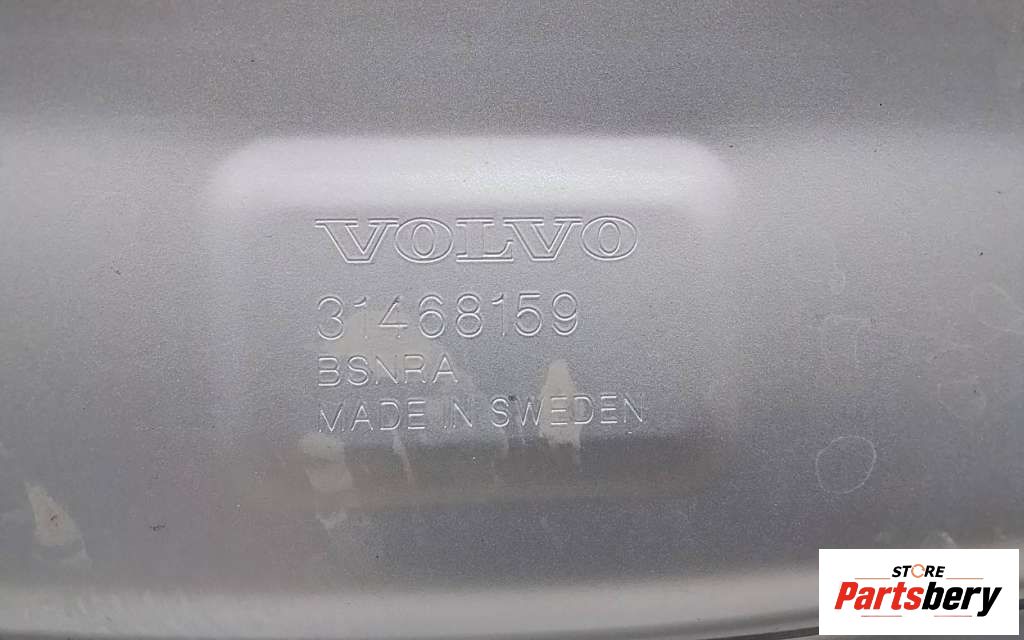 VOLVO
31468159
BSNRA
MADE IN SWEDEN
STORE
Partsbery